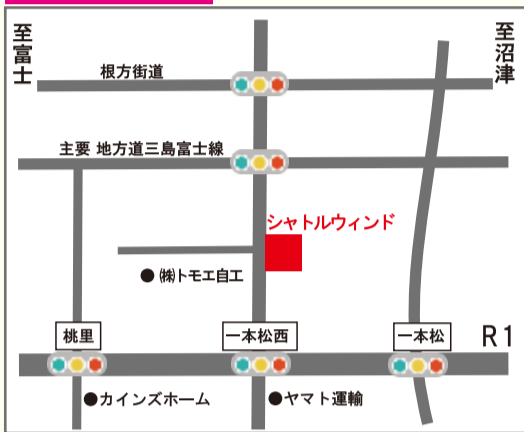 至富士
至沼津
根方街道
主要 地方道三島富士線
シャトルウィンド
●㈱トモエ自工
桃里
一本松西
一本松
R1
●カインズホーム
●ヤマト運輸